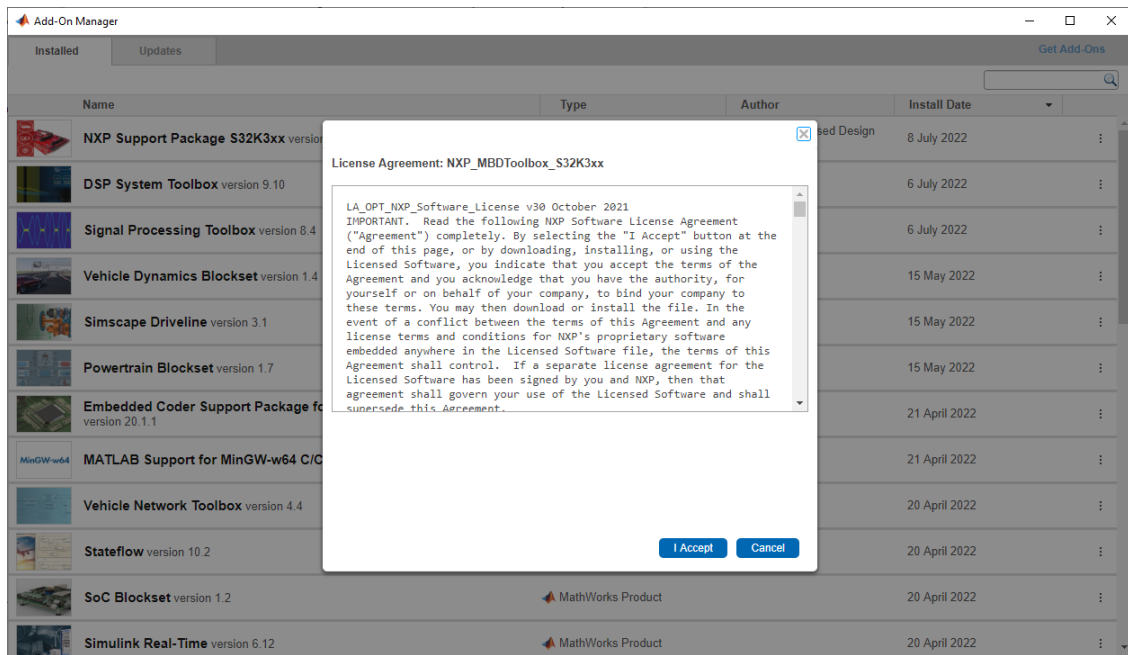 Add-On Manager
Installed
Updates
Get Add-Ons
Name
Type
Author
Install Date
NXP Support Package S32K3xx version
sed Design
8 July 2022
DSP System Toolbox version 9.10
6 July 2022
Signal Processing Toolbox version 8.4
6 July 2022
Vehicle Dynamics Blockset version 1.4
15 May 2022
Simscape Driveline version 3.1
15 May 2022
Powertrain Blockset version 1.7
15 May 2022
Embedded Coder Support Package fo
version 20.1.1
21 April 2022
MinGW-w64
MATLAB Support for MinGW-w64 C/C
21 April 2022
Vehicle Network Toolbox version 4.4
20 April 2022
Stateflow version 10.2
20 April 2022
SoC Blockset version 1.2
MathWorks Product
20 April 2022
Simulink Real-Time version 6.12
MathWorks Product
20 April 2022
License Agreement: NXP_MBDToolbox_S32K3xx
LA_OPT_NXP_Software_License v30 October 2021
IMPORTANT.  Read the following NXP Software License Agreement
("Agreement") completely. By selecting the "I Accept" button at the
end of this page, or by downloading, installing, or using the
Licensed Software, you indicate that you accept the terms of the
Agreement and you acknowledge that you have the authority, for
yourself or on behalf of your company, to bind your company to
these terms. You may then download or install the file. In the
event of a conflict between the terms of this Agreement and any
license terms and conditions for NXP's proprietary software
embedded anywhere in the Licensed Software file, the terms of this
Agreement shall control.  If a separate license agreement for the
Licensed Software has been signed by you and NXP, then that
agreement shall govern your use of the Licensed Software and shall
supersede this Agreement.
I Accept
Cancel